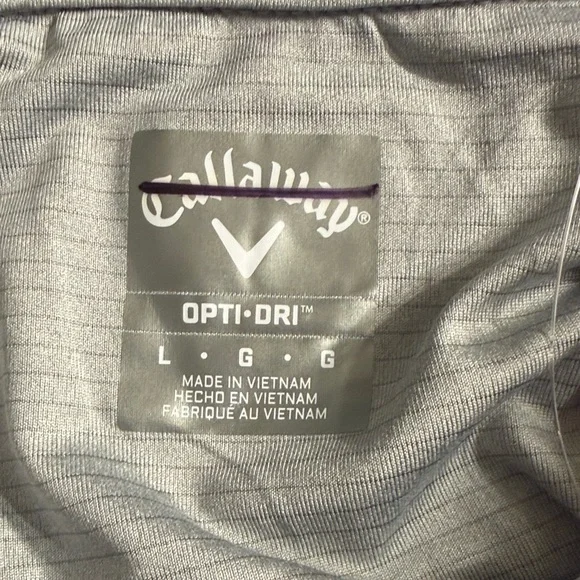 Callaway®
OPTI•DRI™
L • G • G
MADE IN VIETNAM
HECHO EN VIETNAM
FABRIQUÉ AU VIETNAM